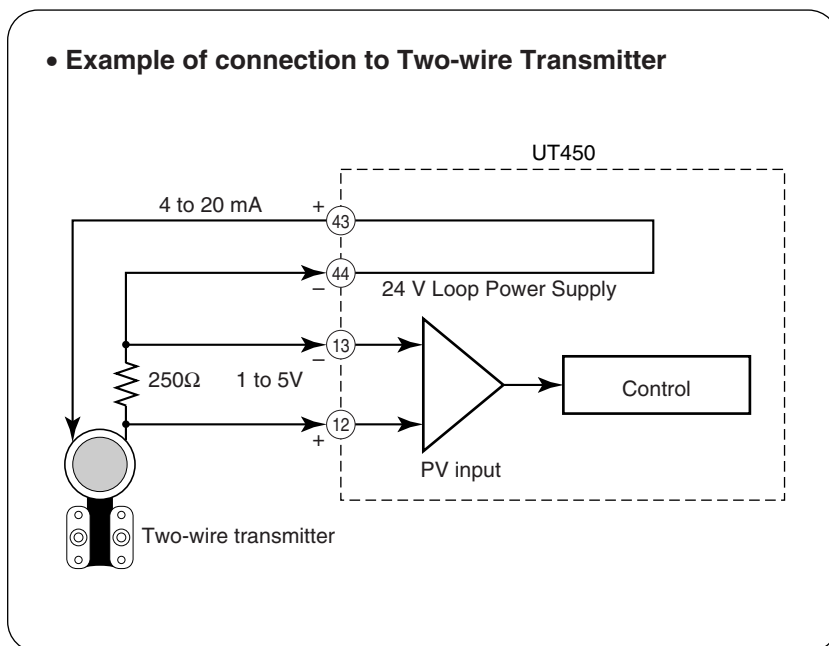 • Example of connection to Two-wire Transmitter
UT450
4 to 20 mA
+
43
44
–
24 V Loop Power Supply
13
–
250Ω
1 to 5V
Control
12
+
PV input
Two-wire transmitter